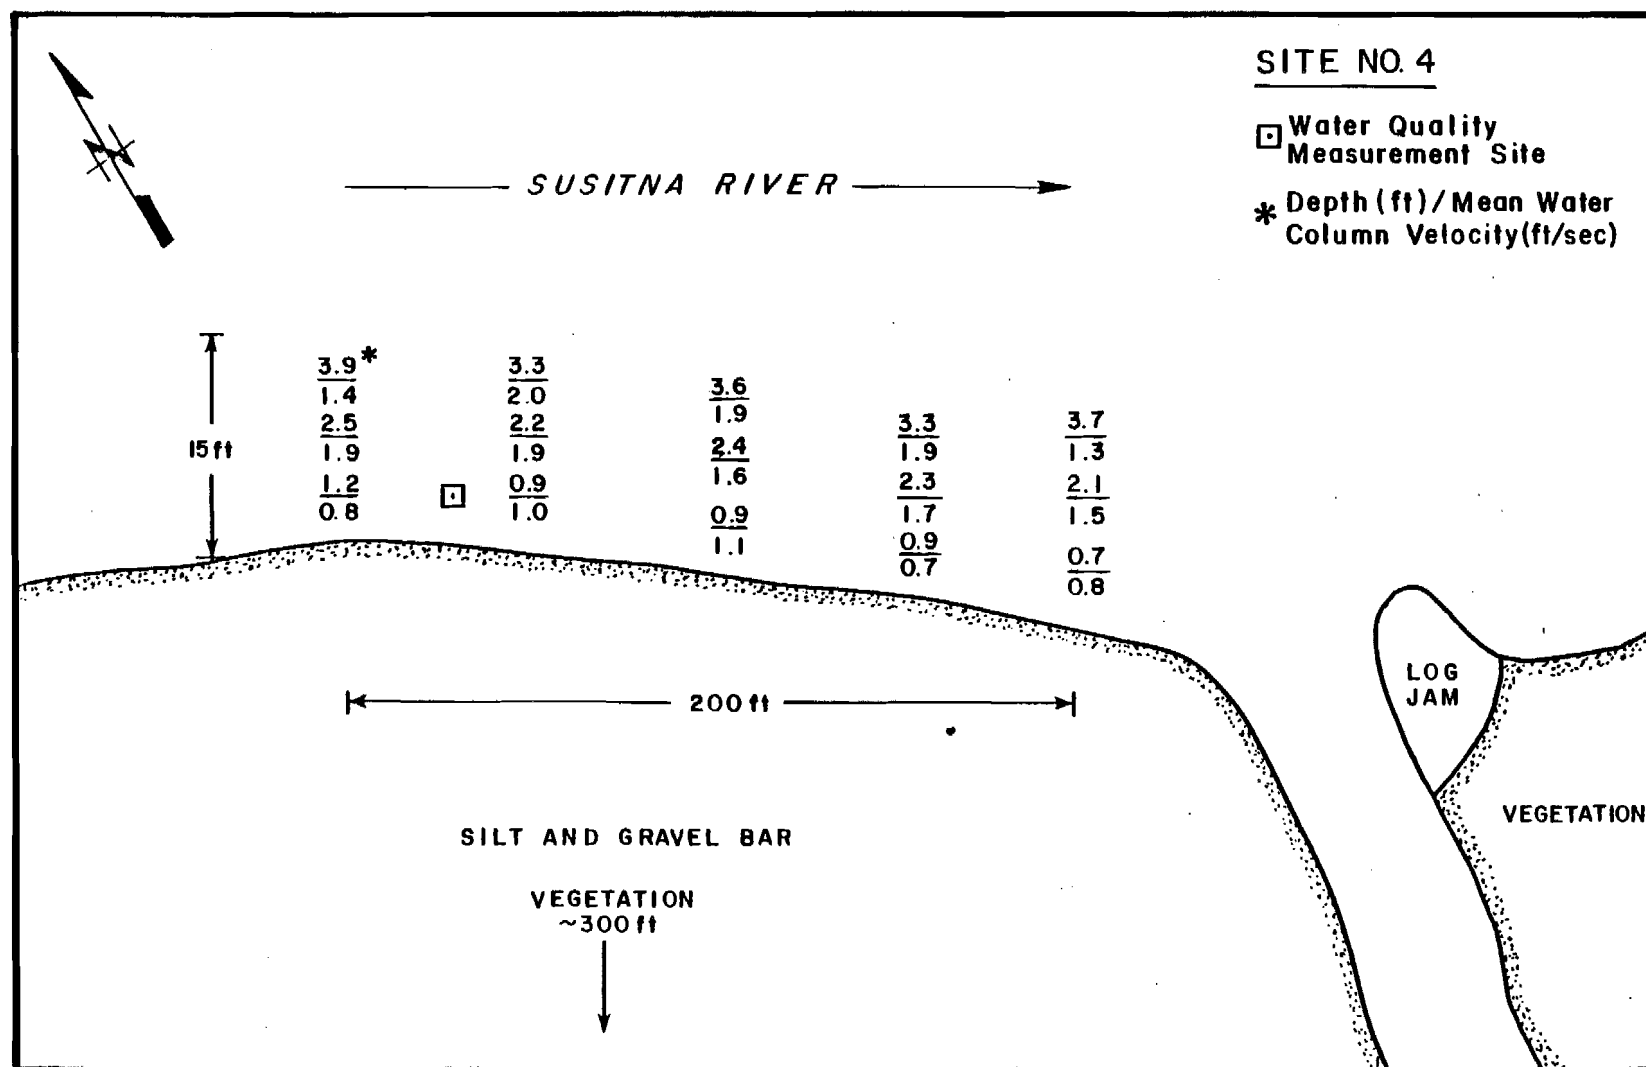 SITE NO. 4
Water Quality
Measurement Site
* Depth (ft)/Mean Water
Column Velocity(ft/sec)
N
SUSITNA RIVER
15 ft
3.9*
1.4
2.5
1.9
1.2
0.8
3.3
2.0
2.2
1.9
0.9
1.0
3.6
1.9
2.4
1.6
0.9
1.1
3.3
1.9
2.3
1.7
0.9
0.7
3.7
1.3
2.1
1.5
0.7
0.8
200 ft
LOG
JAM
VEGETATION
SILT AND GRAVEL BAR
VEGETATION
~300 ft